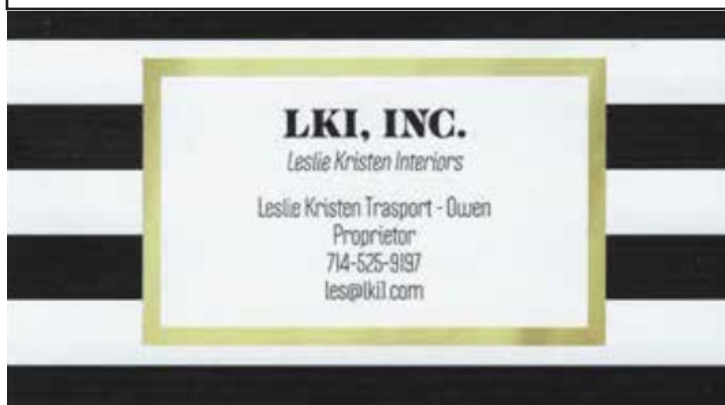 LKI, INC.
Leslie Kristen Interiors
Leslie Kristen Trasport - Owen
Proprietor
714-525-9197
les@lki1.com